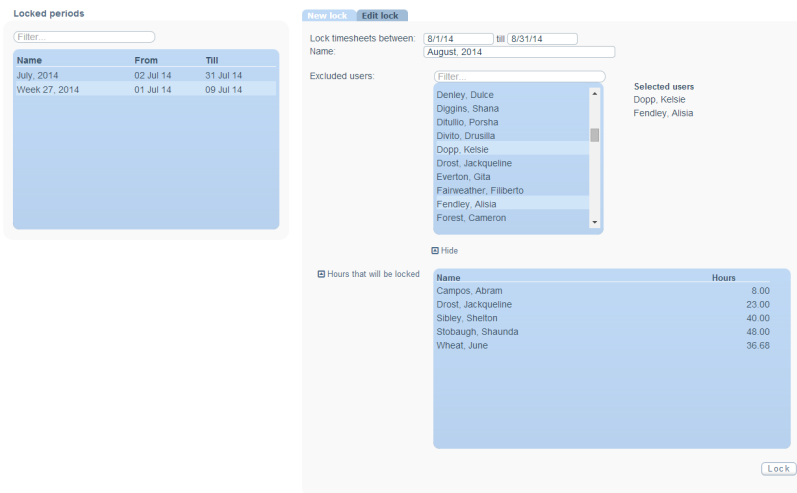 Locked periods
Filter...
Name From Till
July, 2014 02 Jul 14 31 Jul 14
Week 27, 2014 01 Jul 14 09 Jul 14
New lock Edit lock
Lock timesheets between: 8/1/14 till 8/31/14
Name: August, 2014
Excluded users: Filter...
Denley, Dulce
Diggins, Shana
Ditullio, Porsha
Divito, Drusilla
Dopp, Kelsie
Drost, Jackqueline
Everton, Gita
Fairweather, Filiberto
Fendley, Alisia
Forest, Cameron
Selected users
Dopp, Kelsie
Fendley, Alisia
Hide
Hours that will be locked
Name Hours
Campos, Abram 8.00
Drost, Jackqueline 23.00
Sibley, Shelton 40.00
Stobaugh, Shaunda 48.00
Wheat, June 36.68
Lock